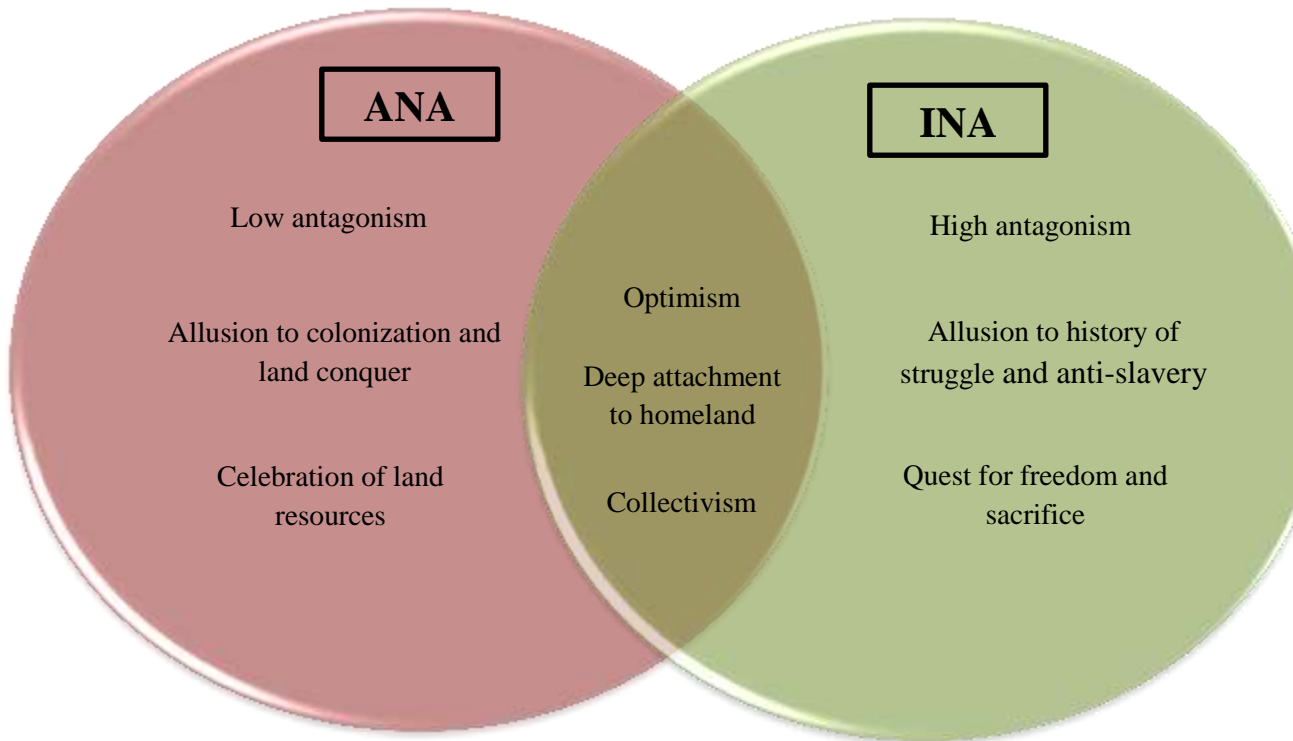 ANA
Low antagonism
Allusion to colonization and
land conquer
Celebration of land
resources
Optimism
Deep attachment
to homeland
Collectivism
INA
High antagonism
Allusion to history of
struggle and anti-slavery
Quest for freedom and
sacrifice